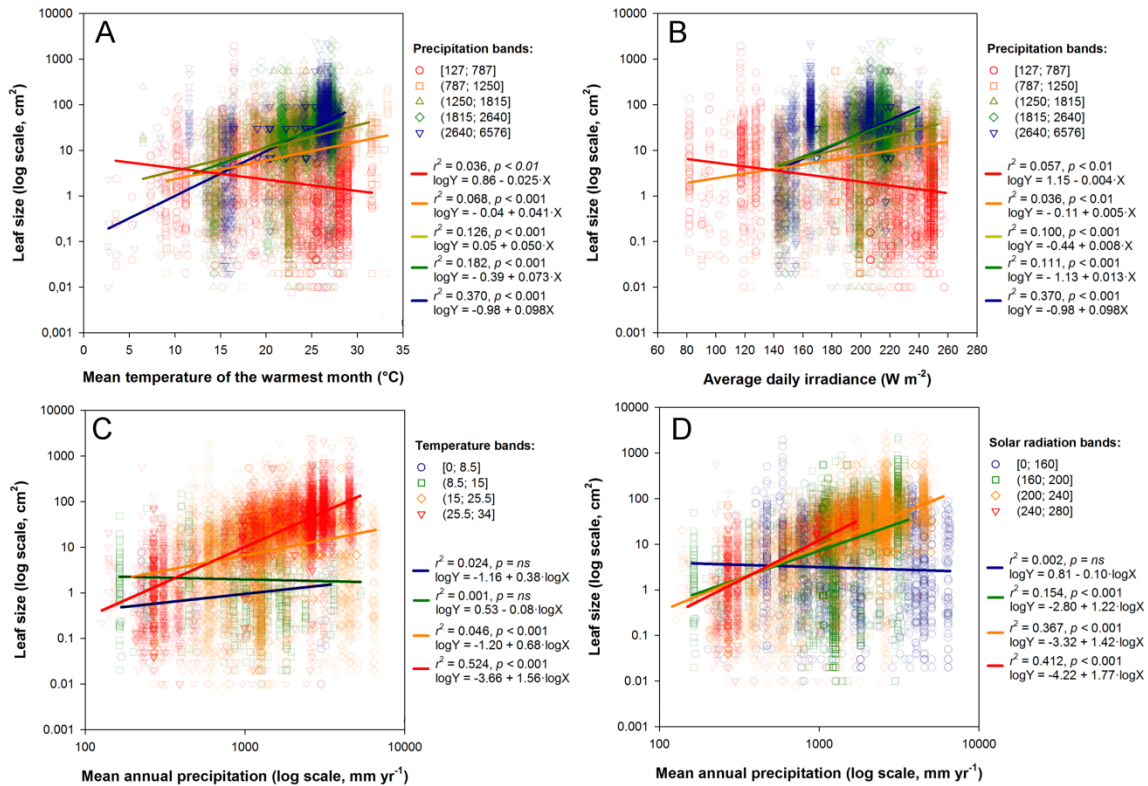 A
Leaf size (log scale, cm²)
10000
1000
100
10
1
0,1
0,01
0,001
0
5
10
15
20
25
30
35
Mean temperature of the warmest month (°C)
Precipitation bands:
[127; 787]
(787; 1250]
(1250; 1815]
(1815; 2640]
(2640; 6576]
r² = 0.036, p < 0.01
logY = 0.86 - 0.025·X
r² = 0.068, p < 0.001
logY = - 0.04 + 0.041·X
r² = 0.126, p < 0.001
logY = 0.05 + 0.050·X
r² = 0.182, p < 0.001
logY = - 0.39 + 0.073·X
r² = 0.370, p < 0.001
logY = -0.98 + 0.098X
B
Leaf size (log scale, cm²)
10000
1000
100
10
1
0,1
0,01
0.001
60
80
100
120
140
160
180
200
220
240
260
280
Average daily irradiance (W m⁻²)
Precipitation bands:
[127; 787]
(787; 1250]
(1250; 1815]
(1815; 2640]
(2640; 6576]
r² = 0.057, p < 0.01
logY = 1.15 - 0.004·X
r² = 0.036, p < 0.01
logY = - 0.11 + 0.005·X
r² = 0.100, p < 0.001
logY = -0.44 + 0.008·X
r² = 0.111, p < 0.001
logY = - 1.13 + 0.013·X
r² = 0.370, p < 0.001
logY = -0.98 + 0.098X
C
Leaf size (log scale, cm²)
10000
1000
100
10
1
0.1
0.01
0.001
100
1000
10000
Mean annual precipitation (log scale, mm yr⁻¹)
Temperature bands:
[0; 8.5]
(8.5; 15]
(15; 25.5]
(25.5; 34]
r² = 0.024, p = ns
logY = -1.16 + 0.38·logX
r² = 0.001, p = ns
logY = 0.53 - 0.08·logX
r² = 0.046, p < 0.001
logY = -1.20 + 0.68·logX
r² = 0.524, p < 0.001
logY = -3.66 + 1.56·logX
D
Leaf size (log scale, cm²)
10000
1000
100
10
1
0.1
0.01
0.001
100
1000
10000
Mean annual precipitation (log scale, mm yr⁻¹)
Solar radiation bands:
[0; 160]
(160; 200]
(200; 240]
(240; 280]
r² = 0.002, p = ns
logY = 0.81 - 0.10·logX
r² = 0.154, p < 0.001
logY = -2.80 + 1.22·logX
r² = 0.367, p < 0.001
logY = -3.32 + 1.42·logX
r² = 0.412, p < 0.001
logY = -4.22 + 1.77·logX